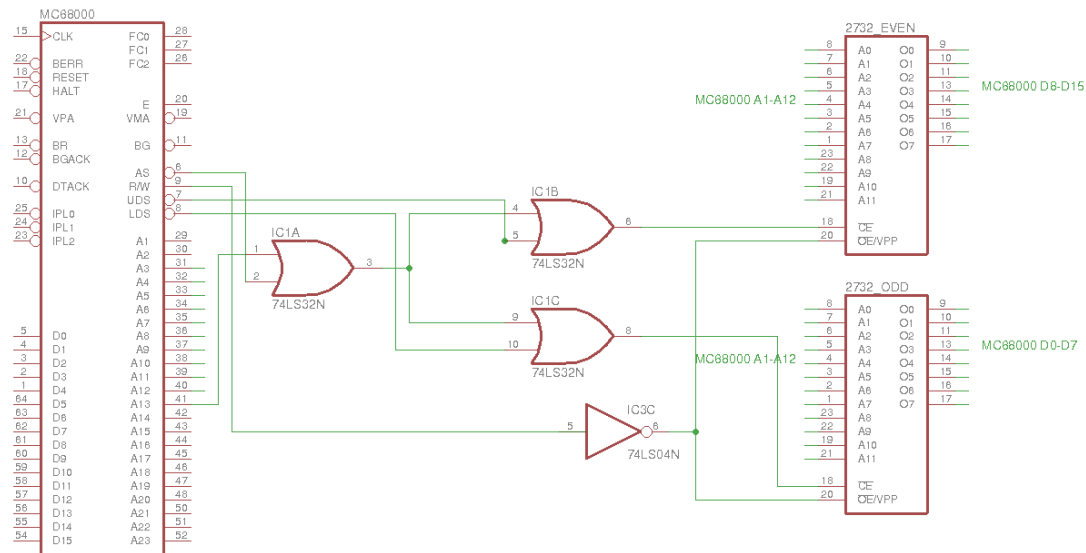 MC68000
15 CLK FC0 28
FC1 27
22 BERR FC2 26
18 RESET
17 HALT
E 20
21 VPA VMA 19
13 BR BG 11
12 BGACK
AS 6
10 DTACK R/W 9
UDS 7
25 IPL0 LDS 8
24 IPL1
23 IPL2 A1 29
A2 30
A3 31
A4 32
A5 33
A6 34
A7 35
5 D0 A8 36
4 D1 A9 37
3 D2 A10 38
2 D3 A11 39
1 D4 A12 40
64 D5 A13 41
63 D6 A14 42
62 D7 A15 43
61 D8 A16 44
60 D9 A17 45
59 D10 A18 46
58 D11 A19 47
57 D12 A20 48
56 D13 A21 50
55 D14 A22 51
54 D15 A23 52
IC1A
1
2
3
74LS32N
IC1B
4
5
6
74LS32N
IC1C
9
10
8
74LS32N
IC3C
5
6
74LS04N
2732_EVEN
8 A0 O0 9
7 A1 O1 10
6 A2 O2 11
5 A3 O3 13
4 A4 O4 14
3 A5 O5 15
2 A6 O6 16
1 A7 O7 17
23 A8
22 A9
19 A10
21 A11
18 CE
20 OE/VPP
MC68000 A1-A12
MC68000 D8-D15
2732_ODD
8 A0 O0 9
7 A1 O1 10
6 A2 O2 11
5 A3 O3 13
4 A4 O4 14
3 A5 O5 15
2 A6 O6 16
1 A7 O7 17
23 A8
22 A9
19 A10
21 A11
18 CE
20 OE/VPP
MC68000 A1-A12
MC68000 D0-D7